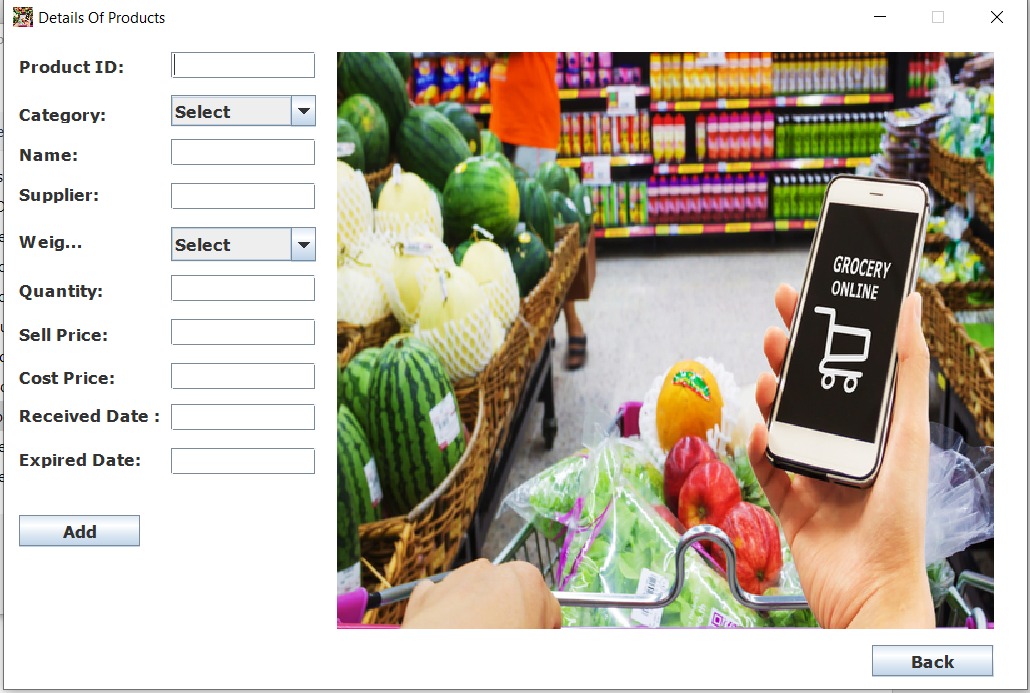 Details Of Products
Product ID:
Category:
Select
Name:
Supplier:
Weig...
Select
Quantity:
Sell Price:
Cost Price:
Received Date :
Expired Date:
Add
GROCERY
ONLINE
Back